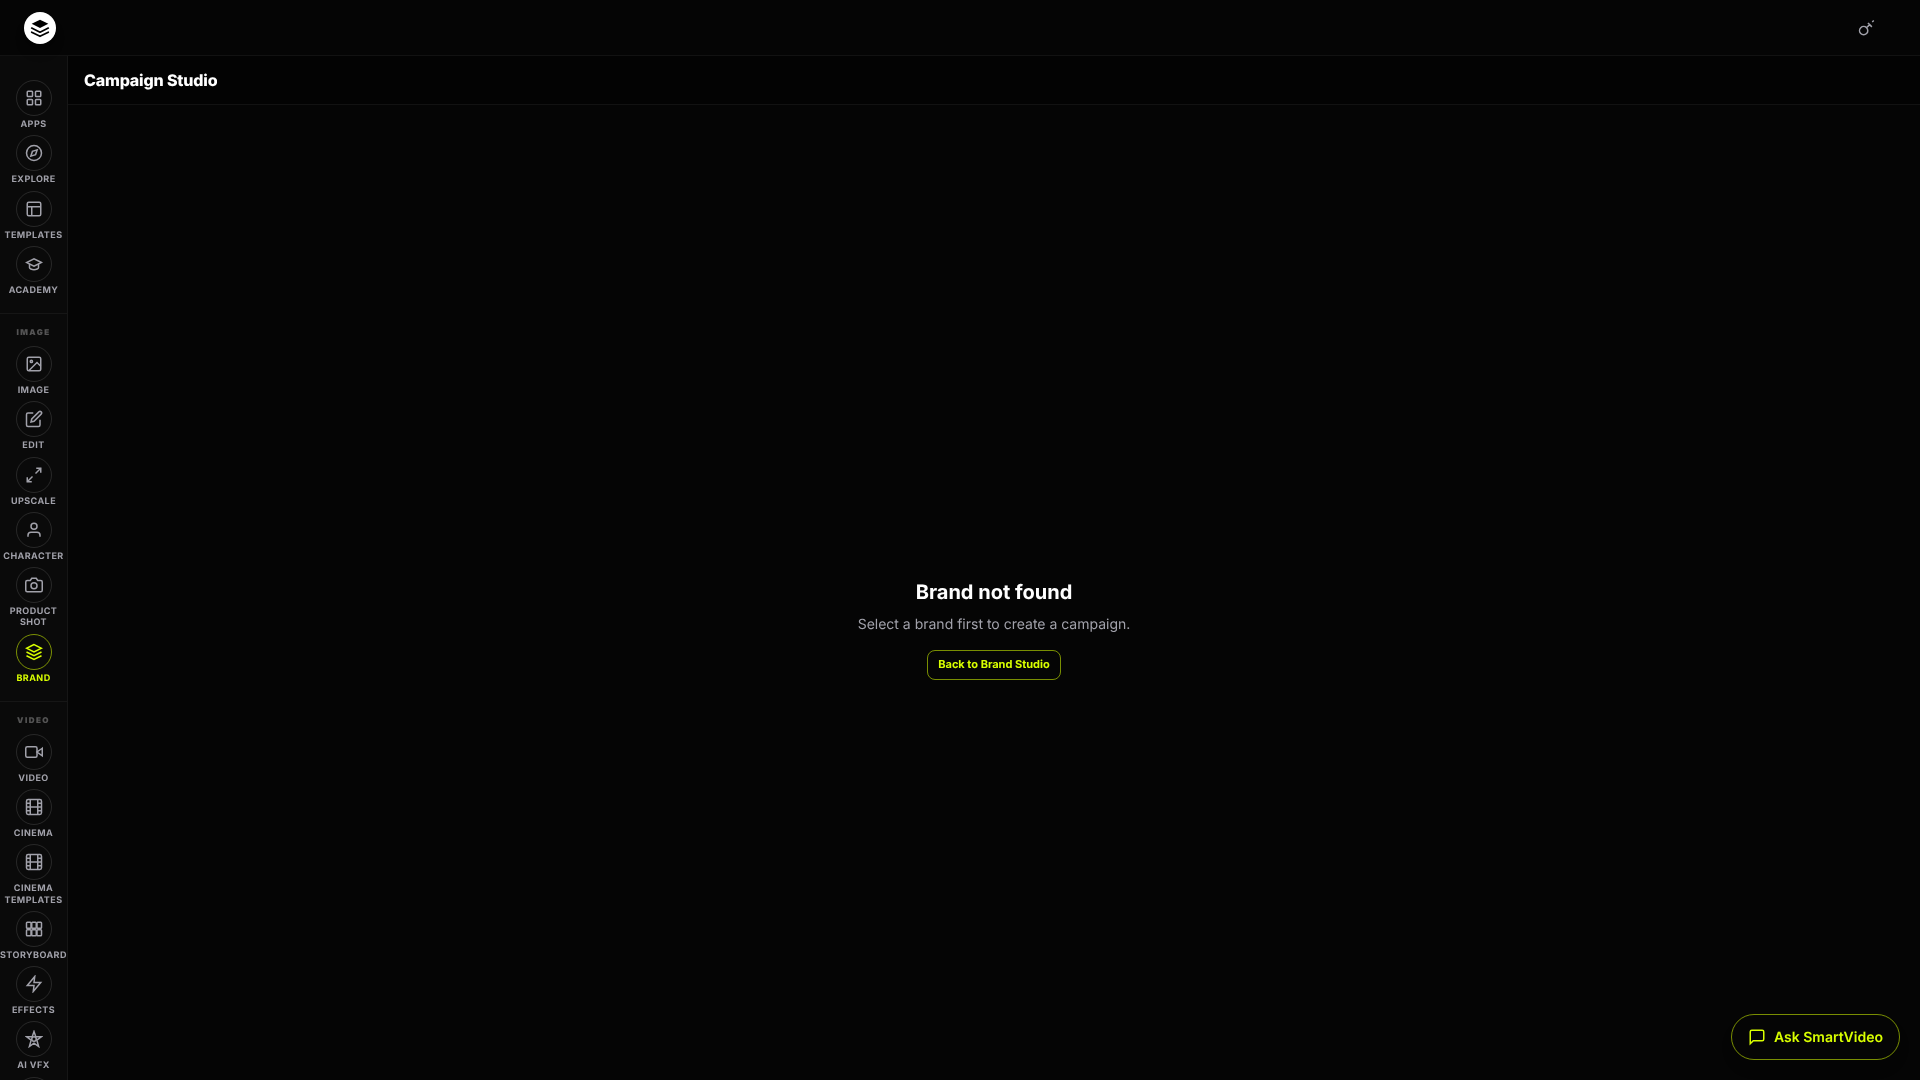 Campaign Studio
APPS
EXPLORE
TEMPLATES
ACADEMY
IMAGE
IMAGE
EDIT
UPSCALE
CHARACTER
PRODUCT
SHOT
BRAND
VIDEO
VIDEO
CINEMA
CINEMA
TEMPLATES
STORYBOARD
EFFECTS
AI VFX
Brand not found
Select a brand first to create a campaign.
Back to Brand Studio
Ask SmartVideo